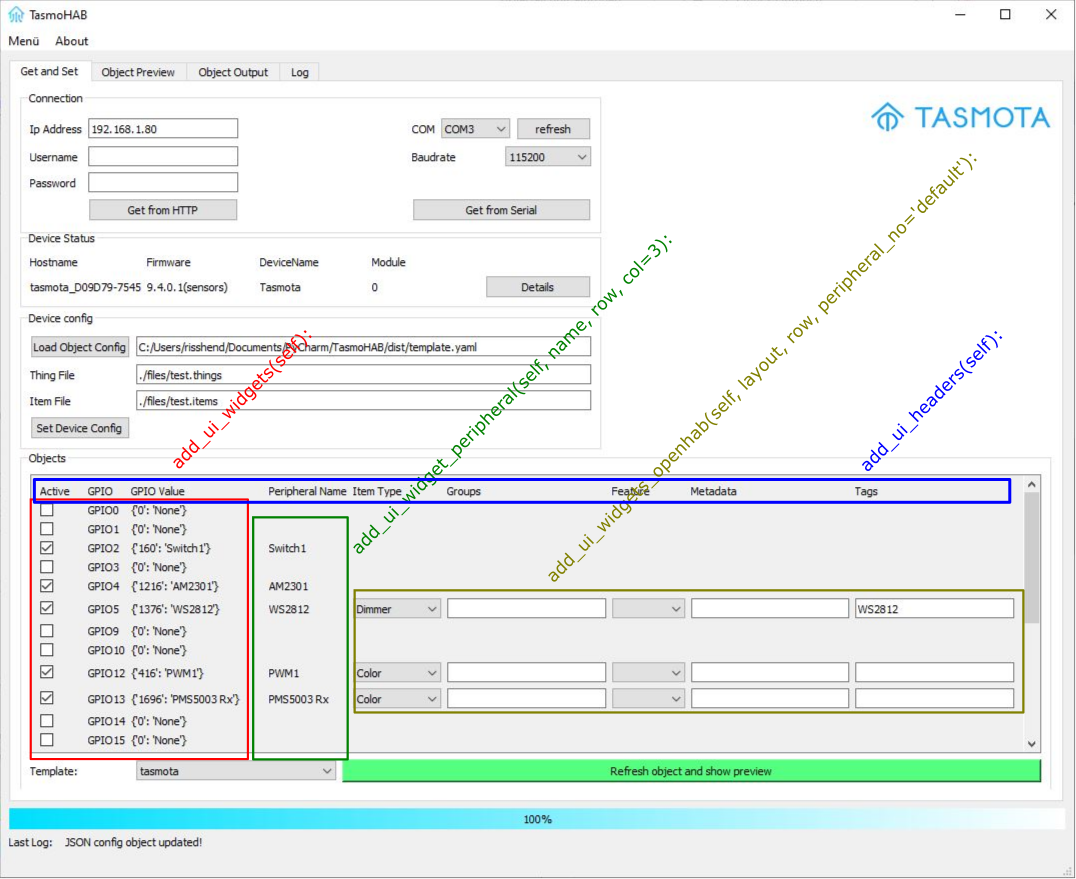 TasmoHAB
Menü About
Get and Set Object Preview Object Output Log
Connection
TASMOTA
Ip Address 192.168.1.80 COM COM3 refresh
Username Baudrate 115200
Password
Get from HTTP Get from Serial
Device Status
Hostname Firmware DeviceName Module
tasmota_D09D79-7545 9.4.0.1(sensors) Tasmota 0 Details
Device config
Load Object Config C:/Users/risshend/Documents/PyCharm/TasmoHAB/dist/template.yaml
Thing File ./files/test.things
Item File ./files/test.items
Set Device Config
add_ui_widgets(self):
add_ui_widget_peripheral(self, name, row, col=3):
add_ui_widgets_openhab(self, layout, row, peripheral_no='default'):
add_ui_headers(self):
Objects
Active GPIO GPIO Value Peripheral Name Item Type Groups Feature Metadata Tags
GPIO0 {'0': 'None'}
GPIO1 {'0': 'None'}
GPIO2 {'160': 'Switch1'} Switch1
GPIO3 {'0': 'None'}
GPIO4 {'1216': 'AM2301'} AM2301
GPIO5 {'1376': 'WS2812'} WS2812 Dimmer WS2812
GPIO9 {'0': 'None'}
GPIO10 {'0': 'None'}
GPIO12 {'416': 'PWM1'} PWM1 Color
GPIO13 {'1696': 'PMS5003 Rx'} PMS5003 Rx Color
GPIO14 {'0': 'None'}
GPIO15 {'0': 'None'}
Template: tasmota Refresh object and show preview
100%
Last Log: JSON config object updated!